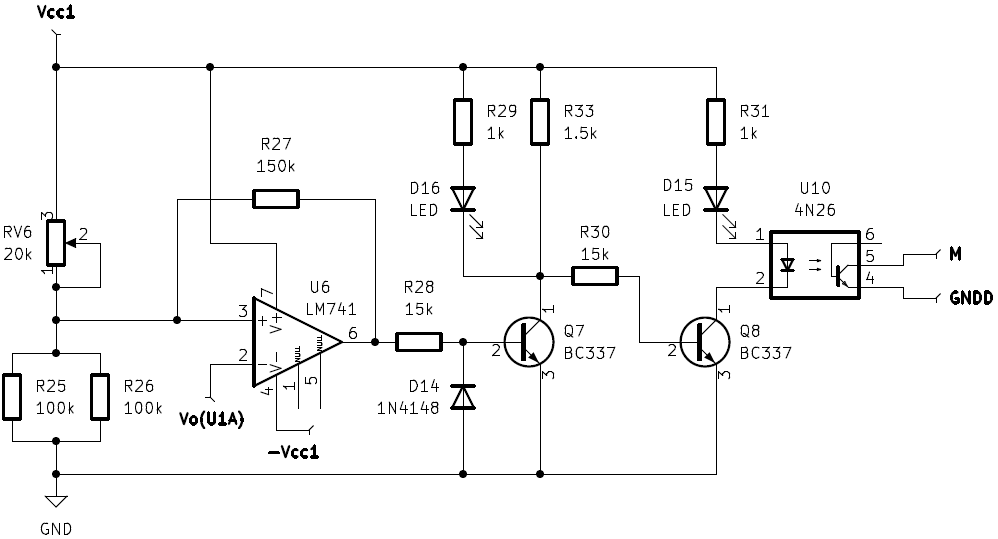 Vcc1
R29
1k
R33
1.5k
R31
1k
R27
150k
D16
LED
D15
LED
U10
4N26
RV6
20k
3
2
1
1
2
6
5
4
M
GNDD
R30
15k
U6
LM741
7
3
2
6
4
1
5
+
-
V+
V-
NULL
NULL
R28
15k
Q7
BC337
1
2
3
Q8
BC337
1
2
3
R25
100k
R26
100k
Vo(U1A)
-Vcc1
D14
1N4148
GND